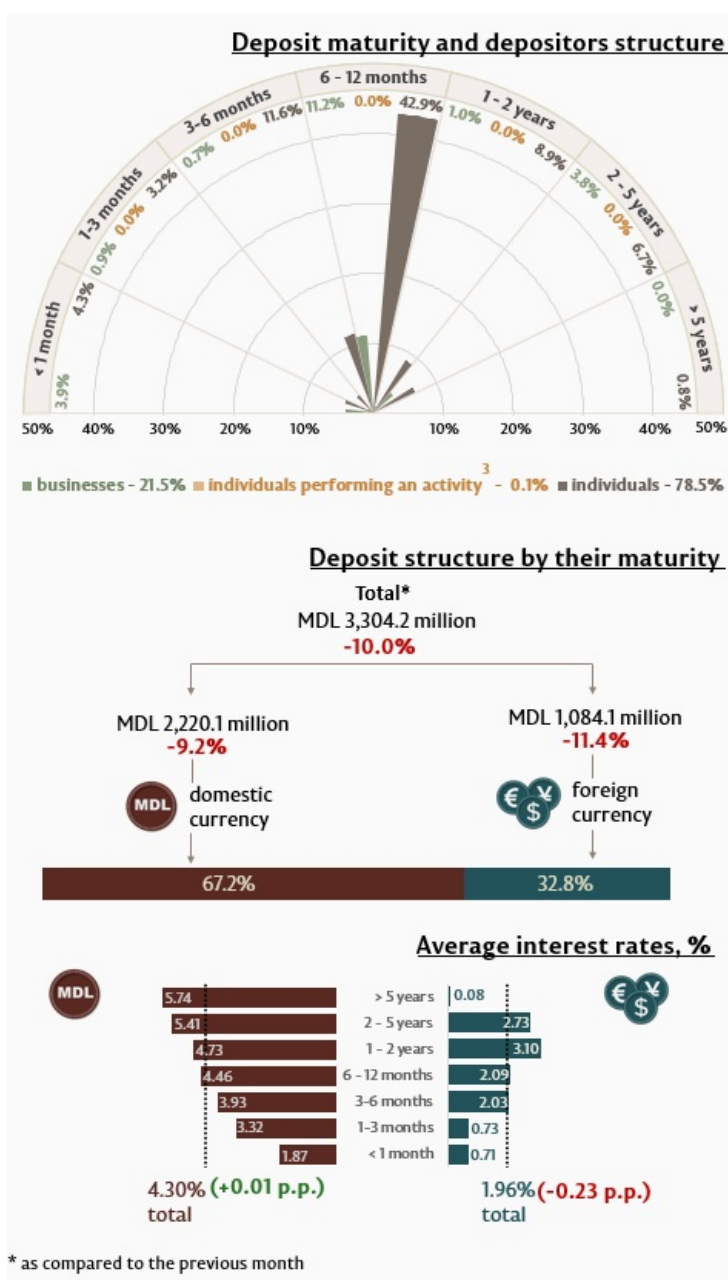 Deposit maturity and depositors structure
< 1 month
1-3 months
3-6 months
6 - 12 months
1 - 2 years
2 - 5 years
> 5 years
3.9%
4.3%
0.9%
0.0%
3.2%
0.7%
0.0%
11.6%
11.2%
0.0%
42.9%
1.0%
0.0%
8.9%
3.8%
0.0%
6.7%
0.0%
0.8%
50% 40% 30% 20% 10% 10% 20% 30% 40% 50%
businesses - 21.5% individuals performing an activity 3 - 0.1% individuals - 78.5%
Deposit structure by their maturity
Total*
MDL 3,304.2 million
-10.0%
MDL 2,220.1 million
-9.2%
MDL
domestic
currency
MDL 1,084.1 million
-11.4%
€ ¥ $
foreign
currency
67.2% 32.8%
Average interest rates, %
MDL
€ ¥ $
5.74 > 5 years 0.08
5.41 2 - 5 years 2.73
4.73 1 - 2 years 3.10
4.46 6 - 12 months 2.09
3.93 3-6 months 2.03
3.32 1-3 months 0.73
1.87 < 1 month 0.71
4.30% (+0.01 p.p.)
total
1.96% (-0.23 p.p.)
total
* as compared to the previous month